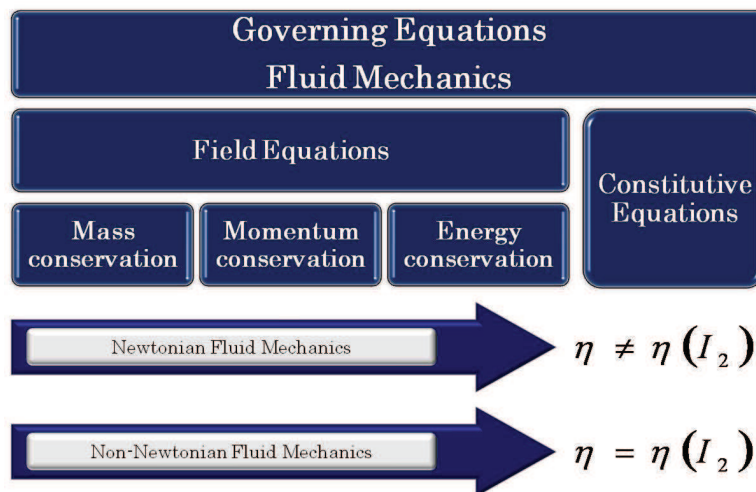 Governing Equations
Fluid Mechanics
Field Equations
Constitutive
Equations
Mass
conservation
Momentum
conservation
Energy
conservation
Newtonian Fluid Mechanics
η ≠ η (I₂)
Non-Newtonian Fluid Mechanics
η = η (I₂)